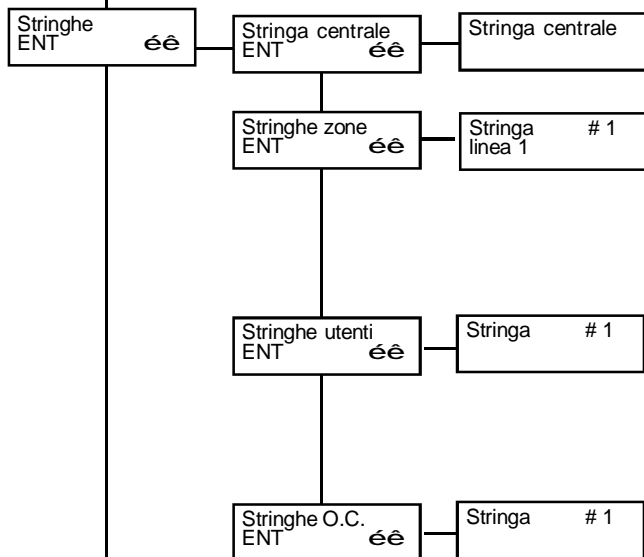 Stringhe
ENT éê
Stringa centrale
ENT éê
Stringa centrale
Stringhe zone
ENT éê
Stringa # 1
linea 1
Stringhe utenti
ENT éê
Stringa # 1
Stringhe O.C.
ENT éê
Stringa # 1